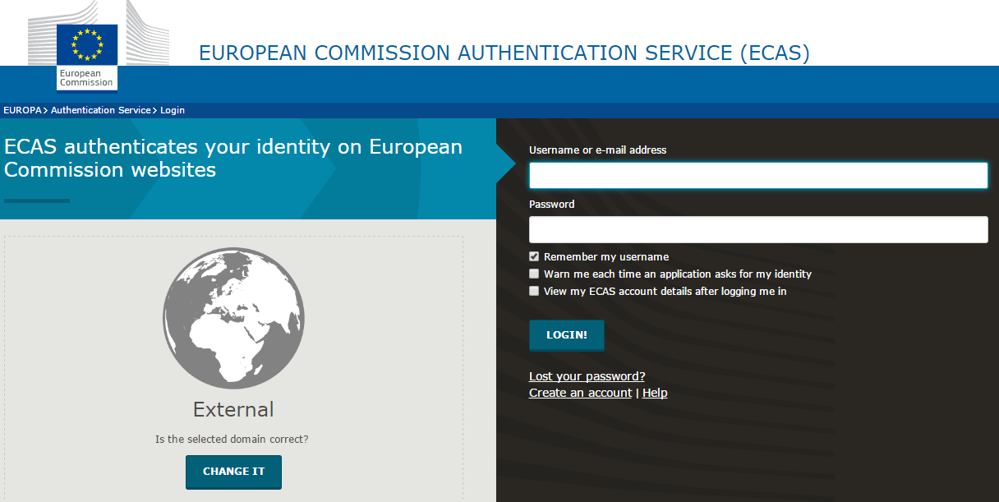 EUROPEAN COMMISSION AUTHENTICATION SERVICE (ECAS)
European
Commission
EUROPA > Authentication Service > Login
ECAS authenticates your identity on European
Commission websites
External
Is the selected domain correct?
CHANGE IT
Username or e-mail address
Password
Remember my username
Warn me each time an application asks for my identity
View my ECAS account details after logging me in
LOGIN!
Lost your password?
Create an account | Help